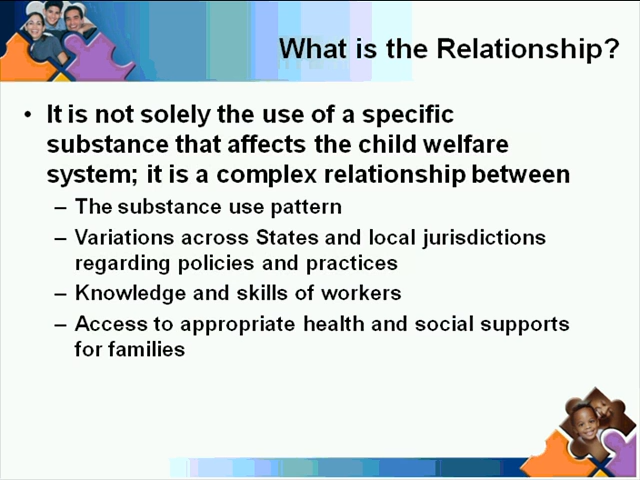 What is the Relationship?
• It is not solely the use of a specific
substance that affects the child welfare
system; it is a complex relationship between
– The substance use pattern
– Variations across States and local jurisdictions
regarding policies and practices
– Knowledge and skills of workers
– Access to appropriate health and social supports
for families